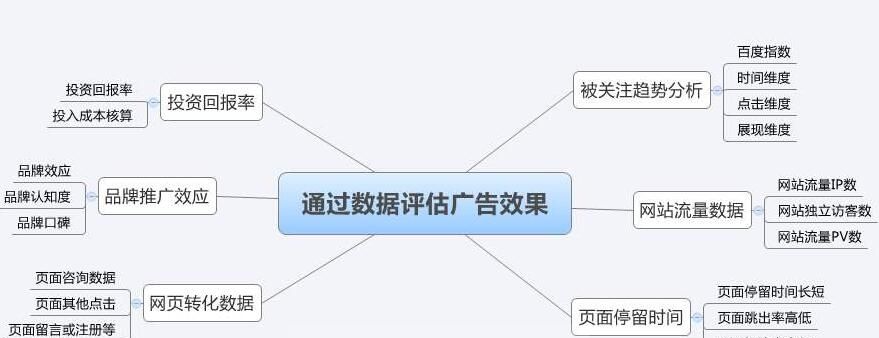 通过数据评估广告效果
被关注趋势分析
百度指数
时间维度
点击维度
展现维度
网站流量数据
网站流量IP数
网站独立访客数
网站流量PV数
页面停留时间
页面停留时间长短
页面跳出率高低
投资回报率
投资回报率
投入成本核算
品牌推广效应
品牌效应
品牌认知度
品牌口碑
网页转化数据
页面咨询数据
页面其他点击
页面留言或注册等